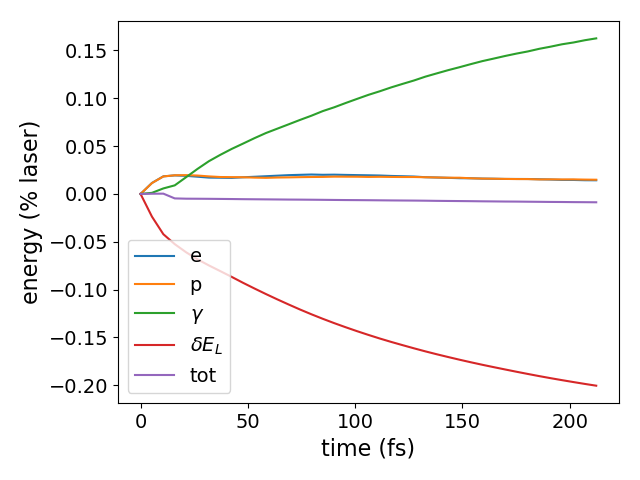 energy (% laser)
0.15
0.10
0.05
0.00
−0.05
−0.10
−0.15
−0.20
e
p
γ
δE_L
tot
0 50 100 150 200
time (fs)